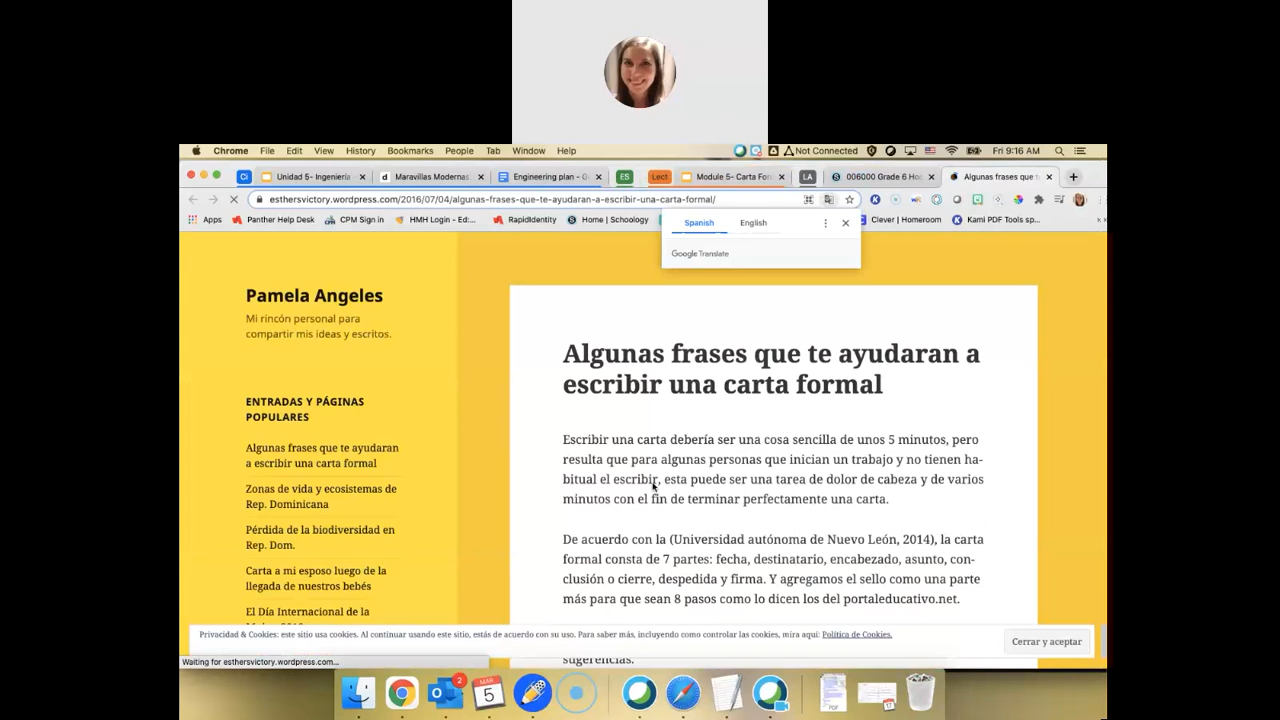 Chrome File Edit View History Bookmarks People Tab Window Help
Not Connected Fri 9:16 AM
Ci Unidad 5- Ingeniería Maravillas Modernas Engineering plan - G ES Lect Module 5- Carta For LA 006000 Grade 6 Ho Algunas frases que te
esthersvictory.wordpress.com/2016/07/04/algunas-frases-que-te-ayudaran-a-escribir-una-carta-formal/
Apps Panther Help Desk CPM Sign in HMH Login - Ed:... RapidIdentity Home | Schoology Clever | Homeroom Kami PDF Tools sp...
Spanish English
Google Translate
Pamela Angeles
Mi rincón personal para
compartir mis ideas y escritos.
ENTRADAS Y PÁGINAS
POPULARES
Algunas frases que te ayudaran
a escribir una carta formal
Zonas de vida y ecosistemas de
Rep. Dominicana
Pérdida de la biodiversidad en
Rep. Dom.
Carta a mi esposo luego de la
llegada de nuestros bebés
El Día Internacional de la
Algunas frases que te ayudaran a
escribir una carta formal
Escribir una carta debería ser una cosa sencilla de unos 5 minutos, pero
resulta que para algunas personas que inician un trabajo y no tienen ha-
bitual el escribir, esta puede ser una tarea de dolor de cabeza y de varios
minutos con el fin de terminar perfectamente una carta.
De acuerdo con la (Universidad autónoma de Nuevo León, 2014), la carta
formal consta de 7 partes: fecha, destinatario, encabezado, asunto, con-
clusión o cierre, despedida y firma. Y agregamos el sello como una parte
más para que sean 8 pasos como lo dicen los del portaleducativo.net.
Privacidad & Cookies: este sitio usa cookies. Al continuar usando este sitio, estás de acuerdo con su uso. Para saber más, incluyendo como controlar las cookies, mira aquí: Política de Cookies.
Cerrar y aceptar
sugerencias.
Waiting for esthersvictory.wordpress.com...
2
MAR
5
PDF
17